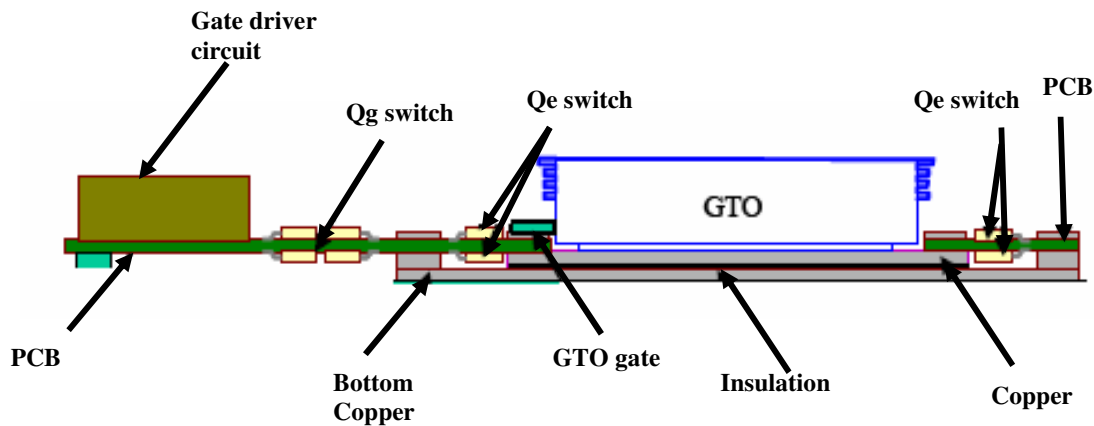 Gate driver
circuit
Qg switch
Qe switch
Qe switch
PCB
GTO
PCB
Bottom
Copper
GTO gate
Insulation
Copper